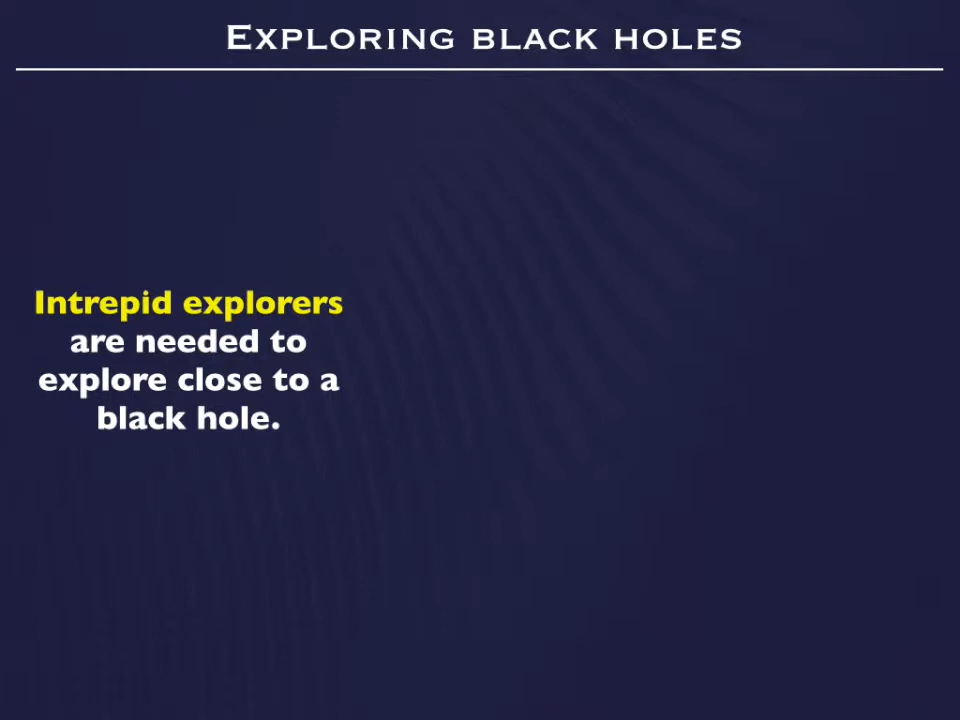 Exploring black holes
Intrepid explorers
are needed to
explore close to a
black hole.